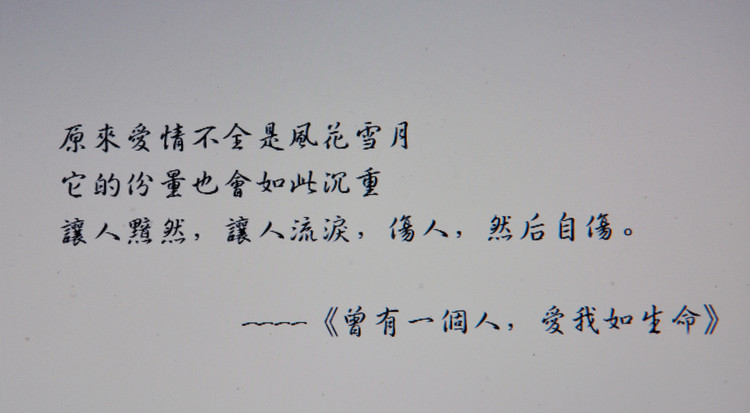 原來愛情不全是風花雪月
它的份量也會如此沉重
讓人黯然，讓人流淚，傷人，然后自傷。
----《曾有一個人，愛我如生命》